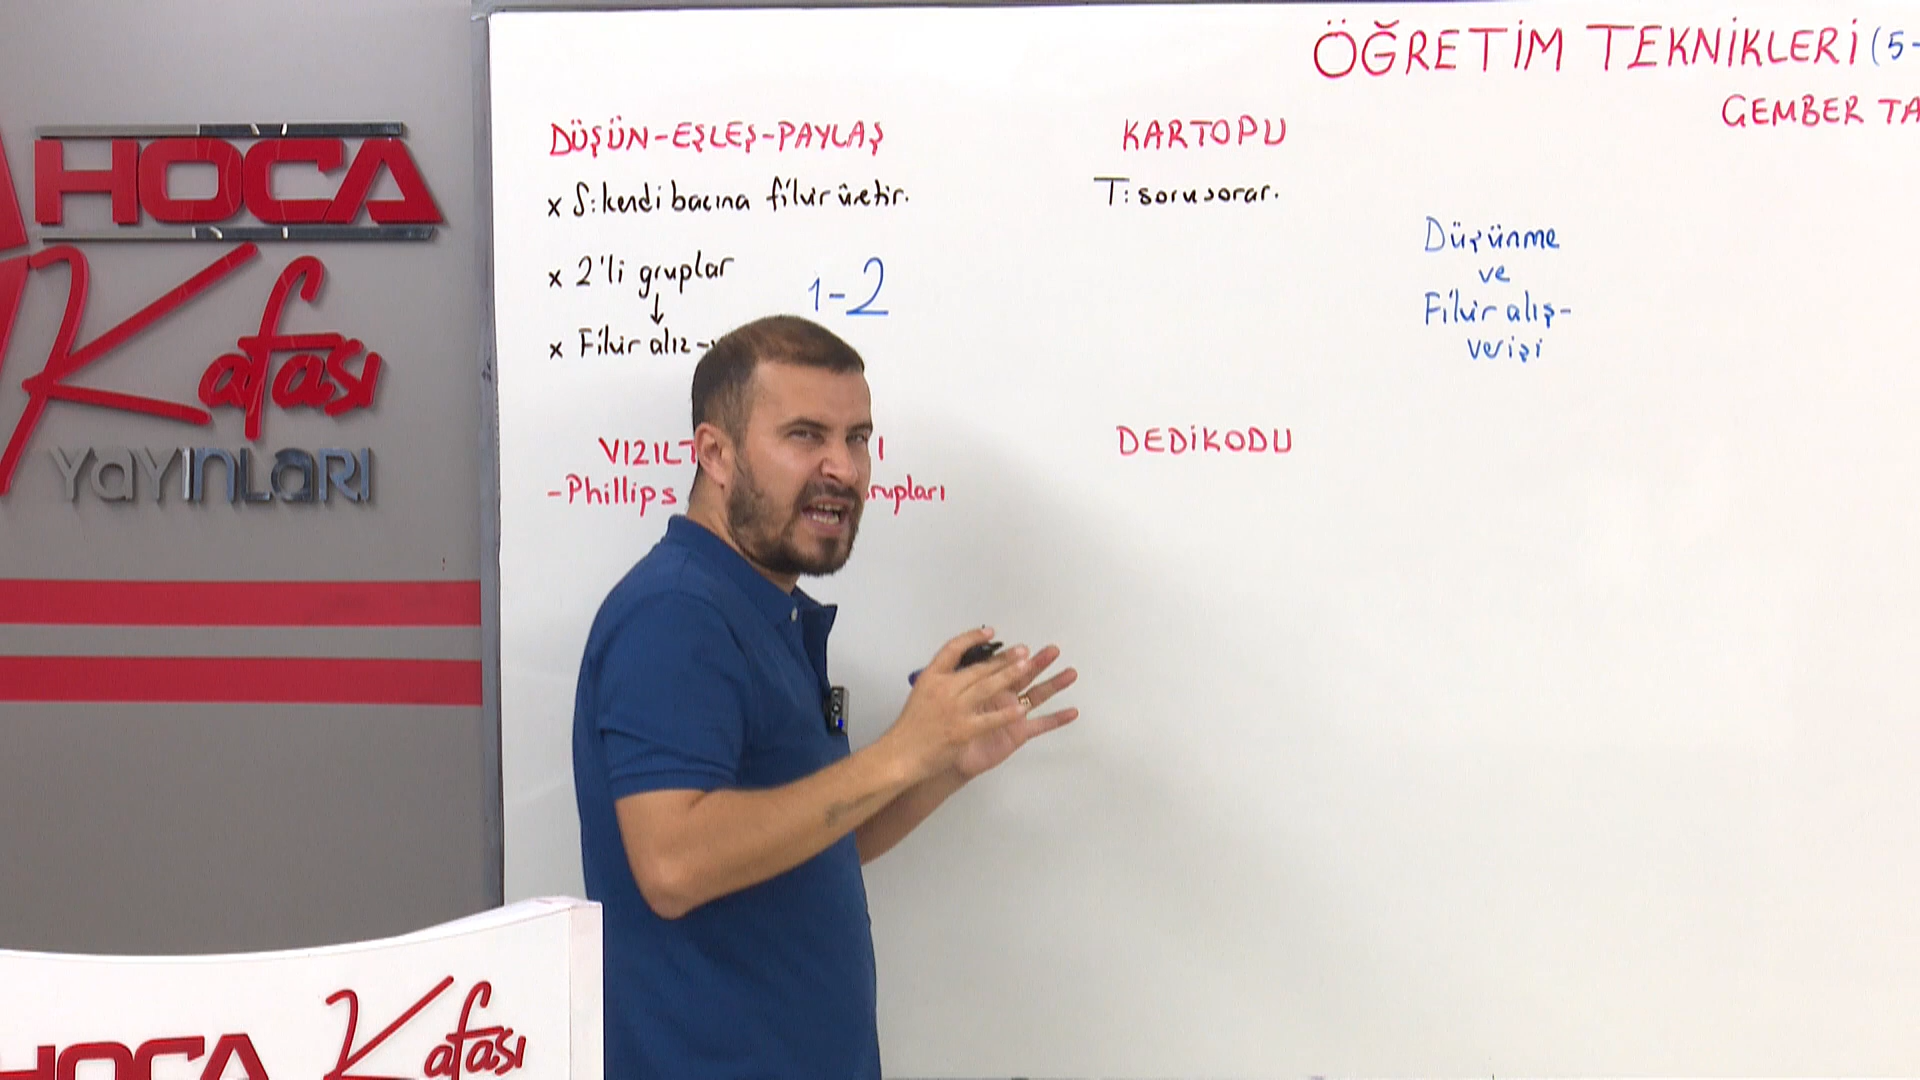 HOCA
Kafası
YAYINLARI
ÖĞRETİM TEKNİKLERİ (5-
GEMBER TA
DÜŞÜN-EŞLEŞ-PAYLAŞ
x S: kendi başına fikir üretir.
x 2'li gruplar
1-2
↓
x Fikir alış-
KARTOPU
T: soru sorar.
Düşünme
ve
Fikir alış-
verişi
VIZILT
I
-Phillips
rupları
DEDİKODU
HOCA
Kafası